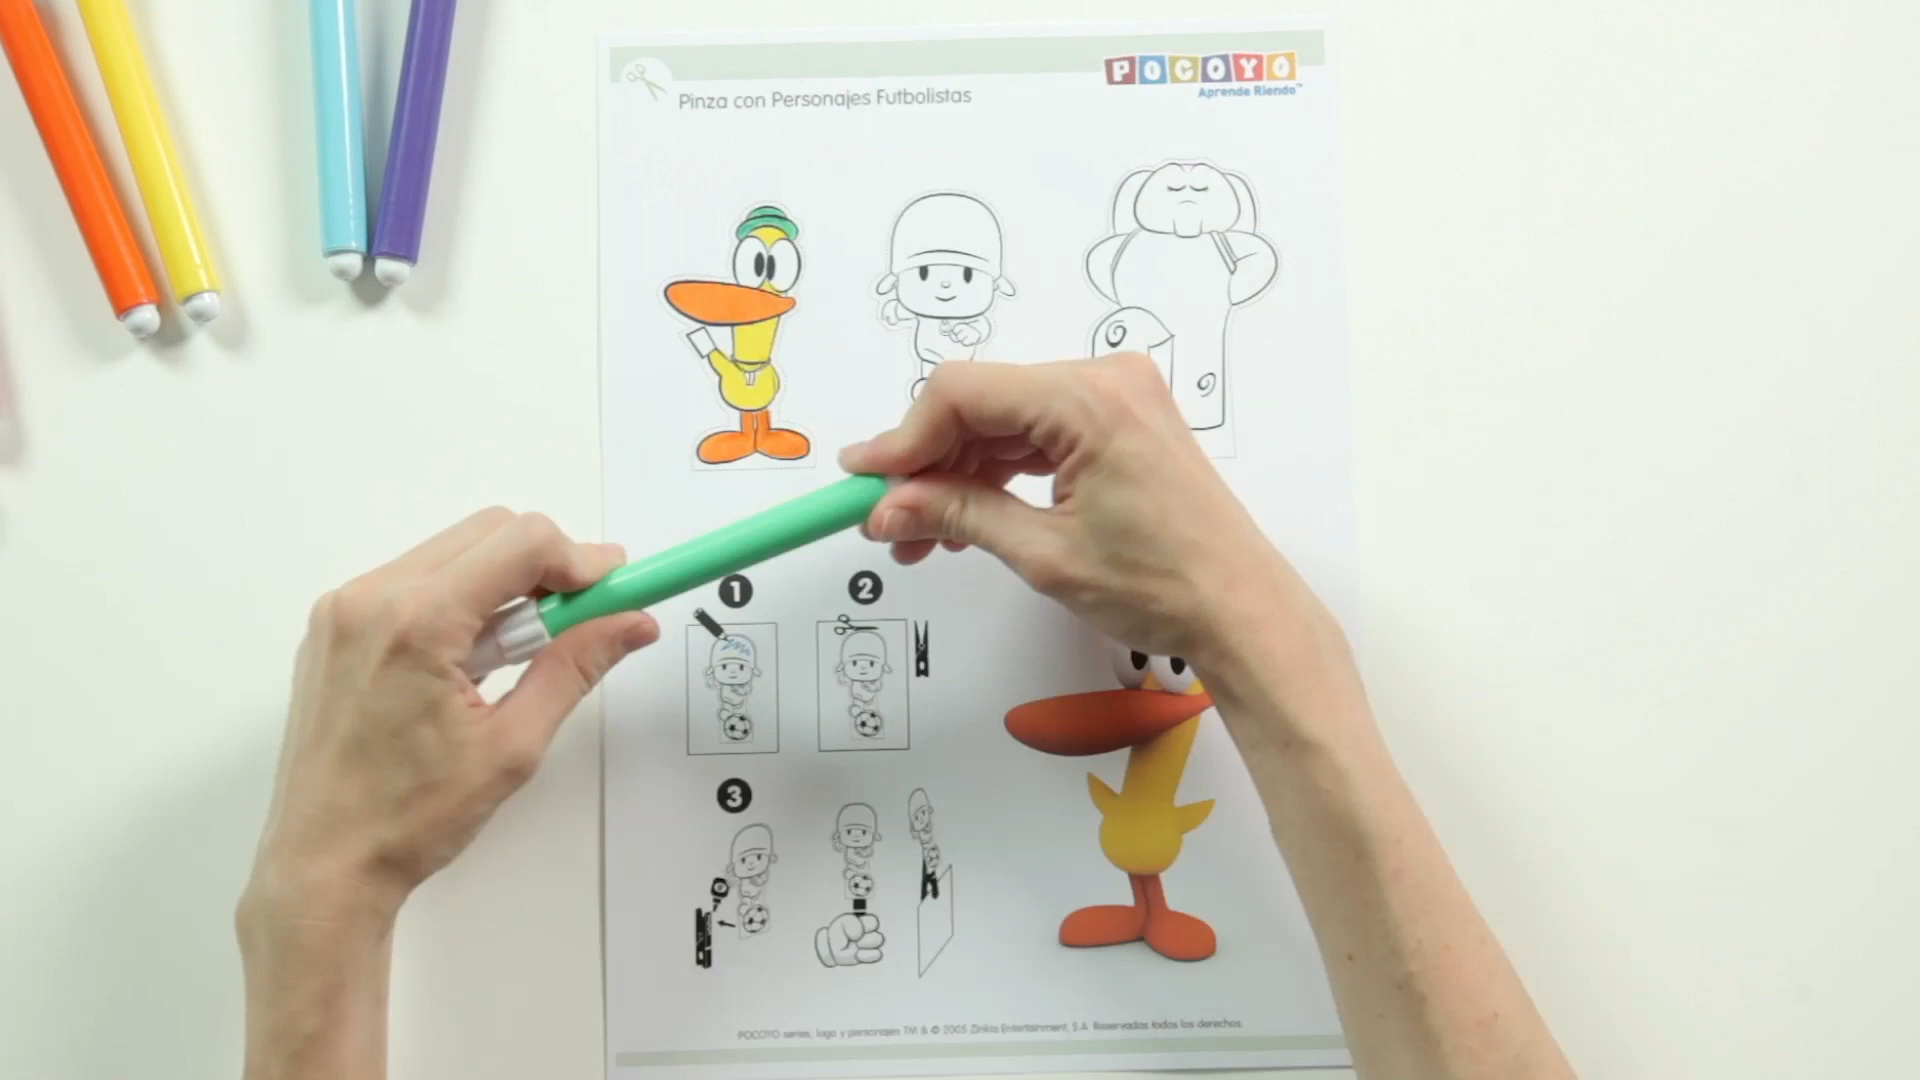 Pinza con Personajes Futbolistas
POCOYO
Aprende Riendo™
1
2
3
POCOYO series, logo y personajes TM & © 2005 Zinkia Entertainment, S.A. Reservados todos los derechos.